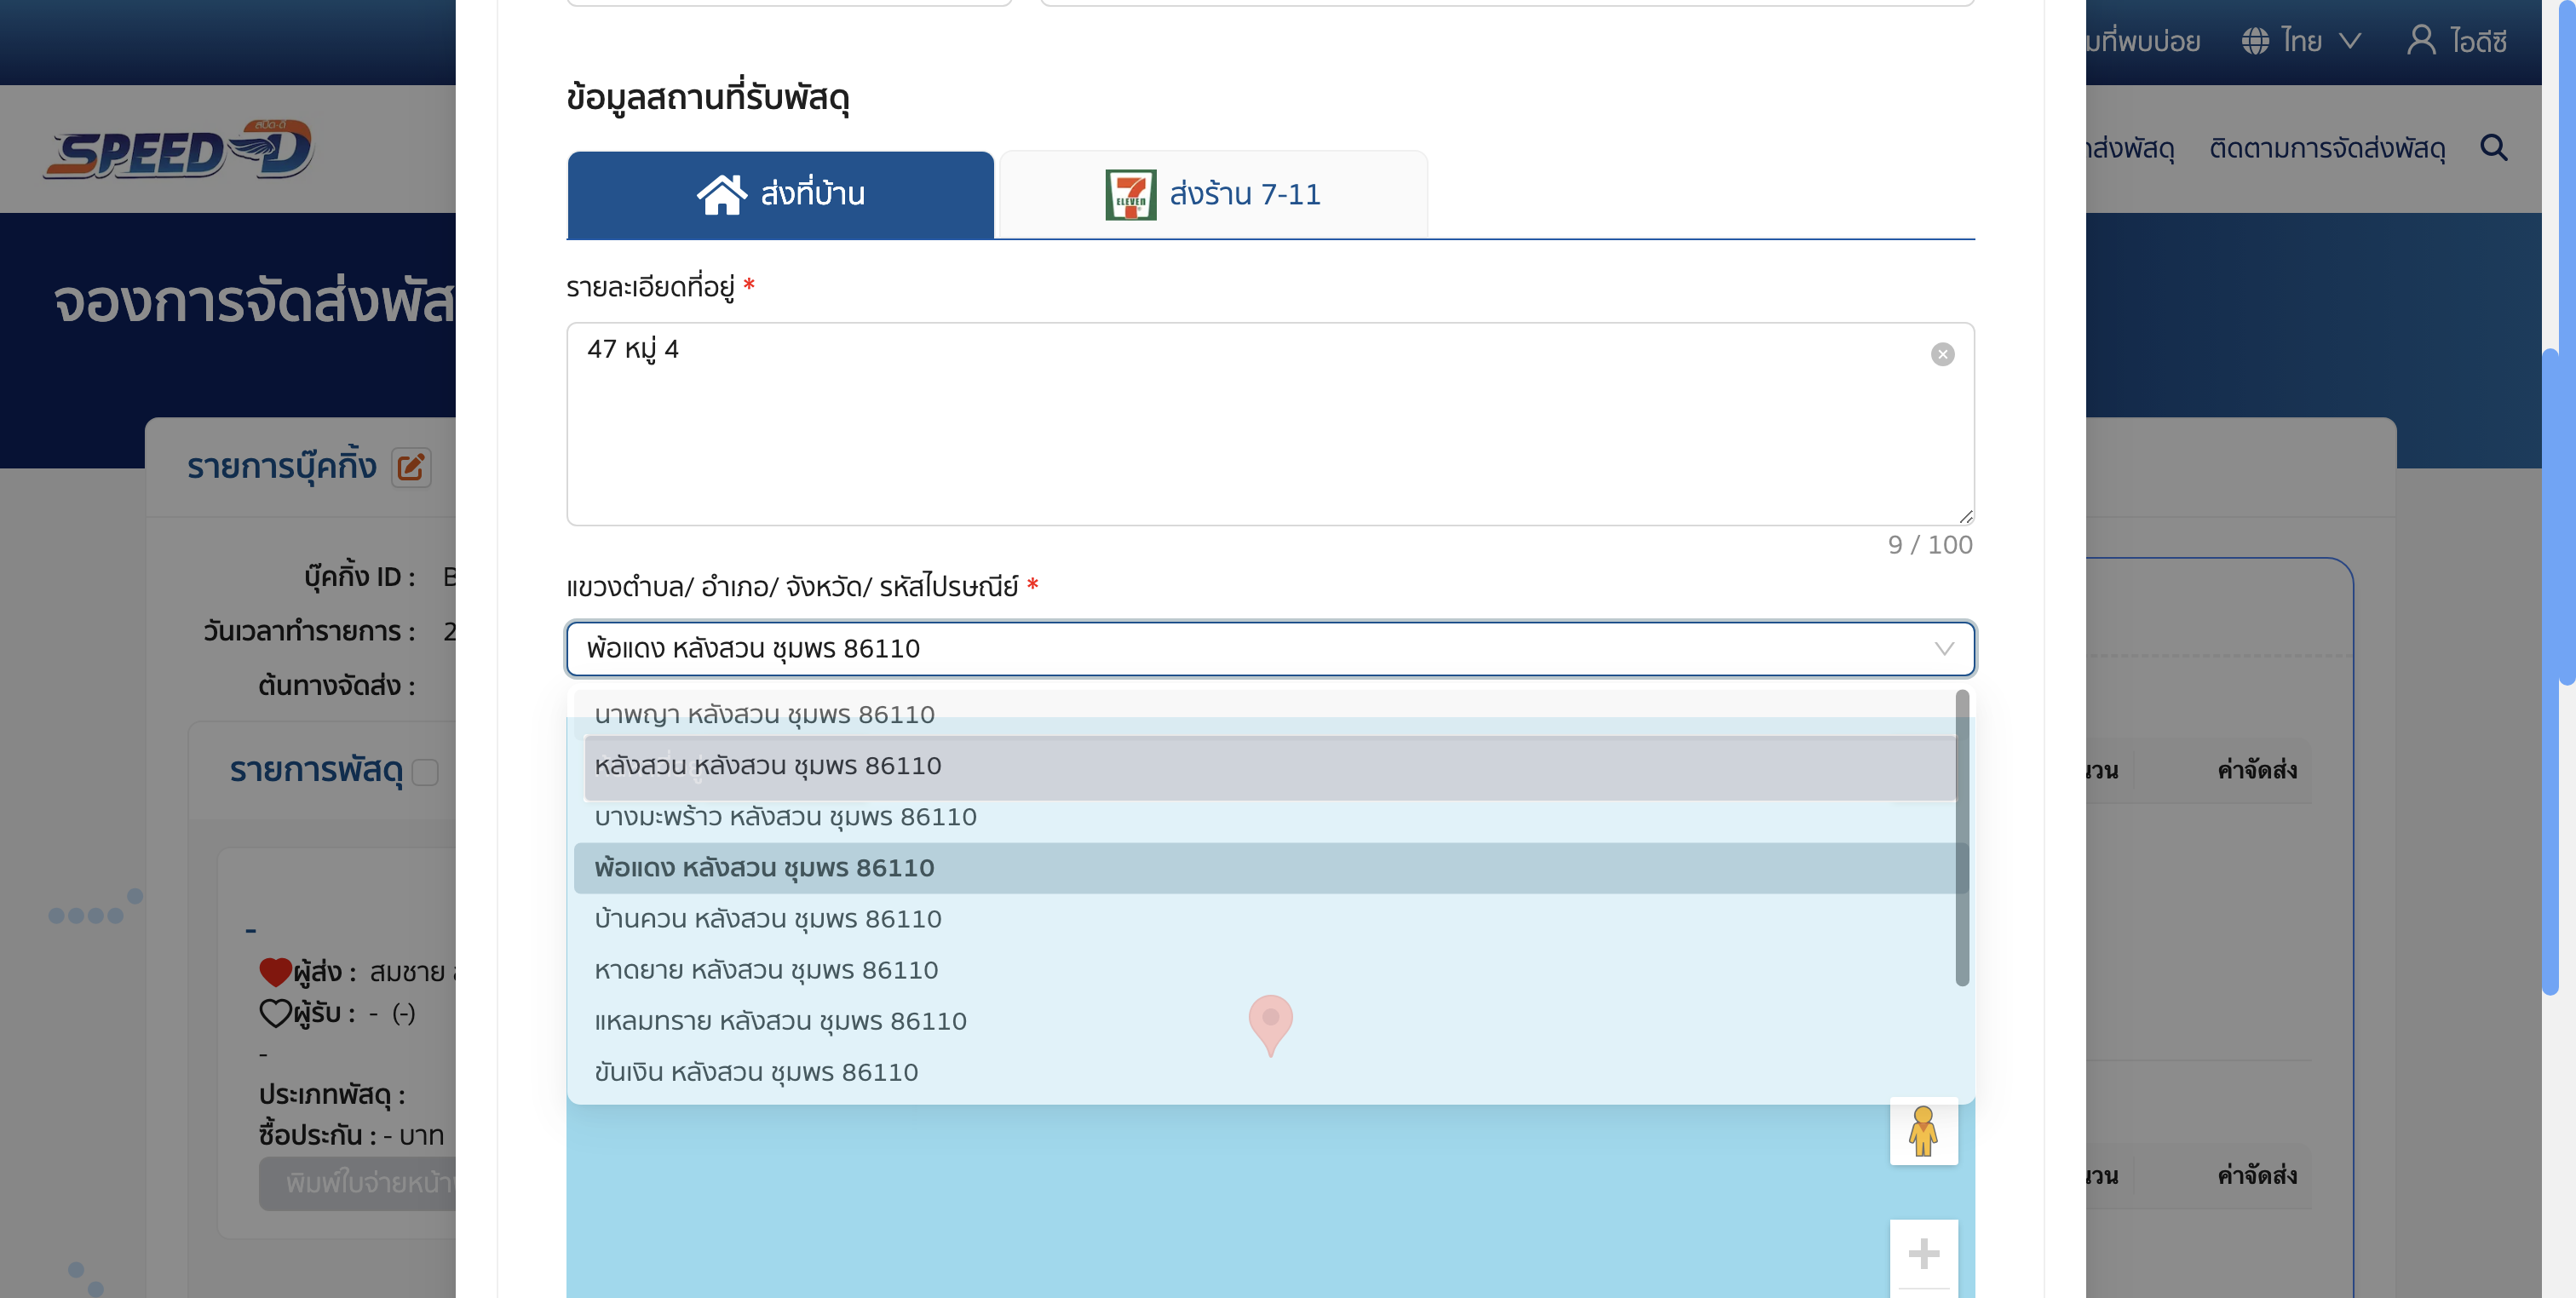 ไทย
ไอดีซี
SPEED-D
สปีด-ดี
ติดตามการจัดส่งพัสดุ
ข้อมูลสถานที่รับพัสดุ
ส่งที่บ้าน
7 ELEVEN
ส่งร้าน 7-11
จองการจัดส่งพัส
รายละเอียดที่อยู่ *
47 หมู่ 4
9 / 100
รายการบุ๊คกิ้ง
บุ๊คกิ้ง ID :
วันเวลาทำรายการ : 2
ต้นทางจัดส่ง :
แขวงตำบล/ อำเภอ/ จังหวัด/ รหัสไปรษณีย์ *
พ้อแดง หลังสวน ชุมพร 86110
นาพญา หลังสวน ชุมพร 86110
หลังสวน หลังสวน ชุมพร 86110
บางมะพร้าว หลังสวน ชุมพร 86110
พ้อแดง หลังสวน ชุมพร 86110
บ้านควน หลังสวน ชุมพร 86110
หาดยาย หลังสวน ชุมพร 86110
แหลมทราย หลังสวน ชุมพร 86110
ขันเงิน หลังสวน ชุมพร 86110
รายการพัสดุ
-
ผู้ส่ง : สมชาย
ผู้รับ : - (-)
-
ประเภทพัสดุ :
ซื้อประกัน : - บาท
พิมพ์ใบจ่ายหน้า
ค่าจัดส่ง
ค่าจัดส่ง